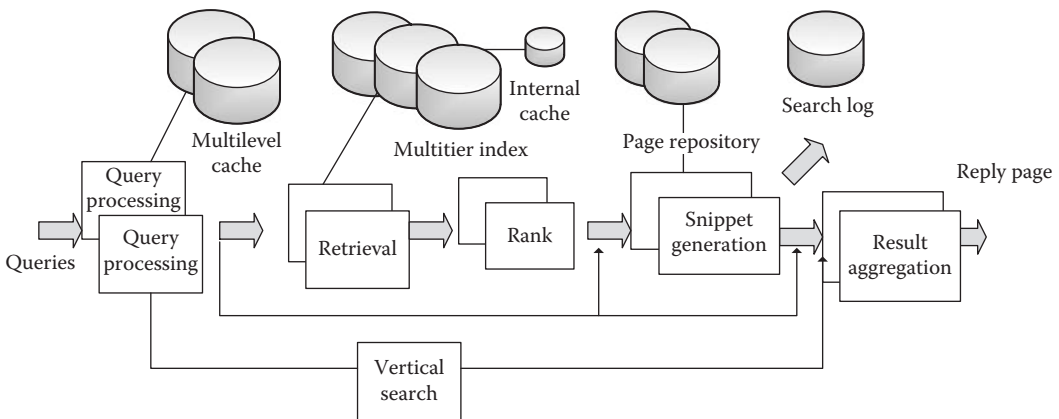 Multilevel
cache
Multitier index
Internal
cache
Page repository
Search log
Queries
Query
processing
Query
processing
Retrieval
Rank
Snippet
generation
Result
aggregation
Reply page
Vertical
search